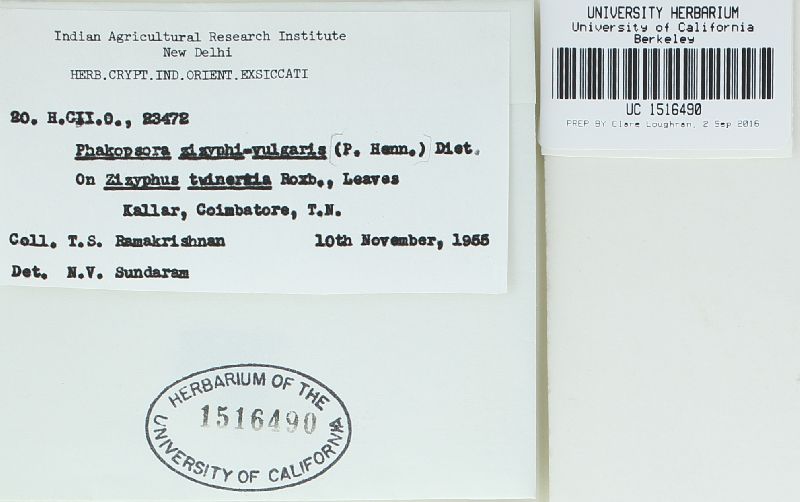 Indian Agricultural Research Institute
New Delhi
HERB.CRYPT.IND.ORIENT.EXSICCATI
20. H.C.I.O., 23472
Phakopsora zizyphi-vulgaris (P. Henn.) Diet.
On Zizyphus twinertia Roxb., Leaves
Kallar, Coimbatore, T.N.
Coll. T.S. Ramakrishnan 10th November, 1955
Det. N.V. Sundaram
UNIVERSITY HERBARIUM
University of California
Berkeley
UC 1516490
PREP BY Clare Loughran, 2 Sep 2016
HERBARIUM OF THE
1516490
UNIVERSITY OF CALIFORNIA